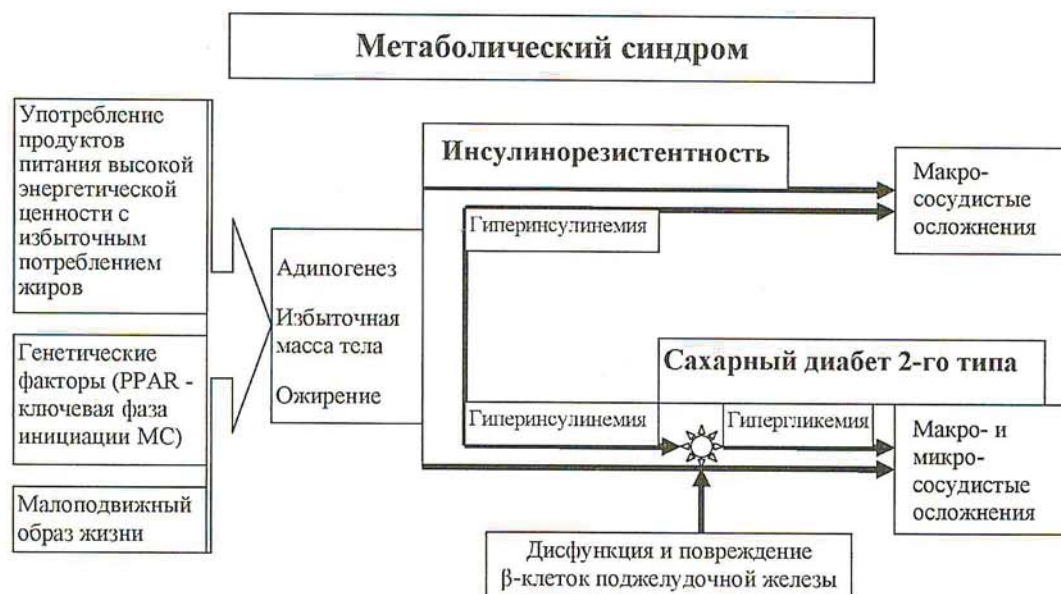 Метаболический синдром
Употребление
продуктов
питания высокой
энергетической
ценности с
избыточным
потреблением
жиров
Генетические
факторы (PPAR -
ключевая фаза
инициации МС)
Малоподвижный
образ жизни
Адипогенез
Избыточная
масса тела
Ожирение
Инсулинорезистентность
Гиперинсулинемия
Макро-
сосудистые
осложнения
Сахарный диабет 2-го типа
Гиперинсулинемия
Гипергликемия
Макро- и
микро-
сосудистые
осложнения
Дисфункция и повреждение
β-клеток поджелудочной железы